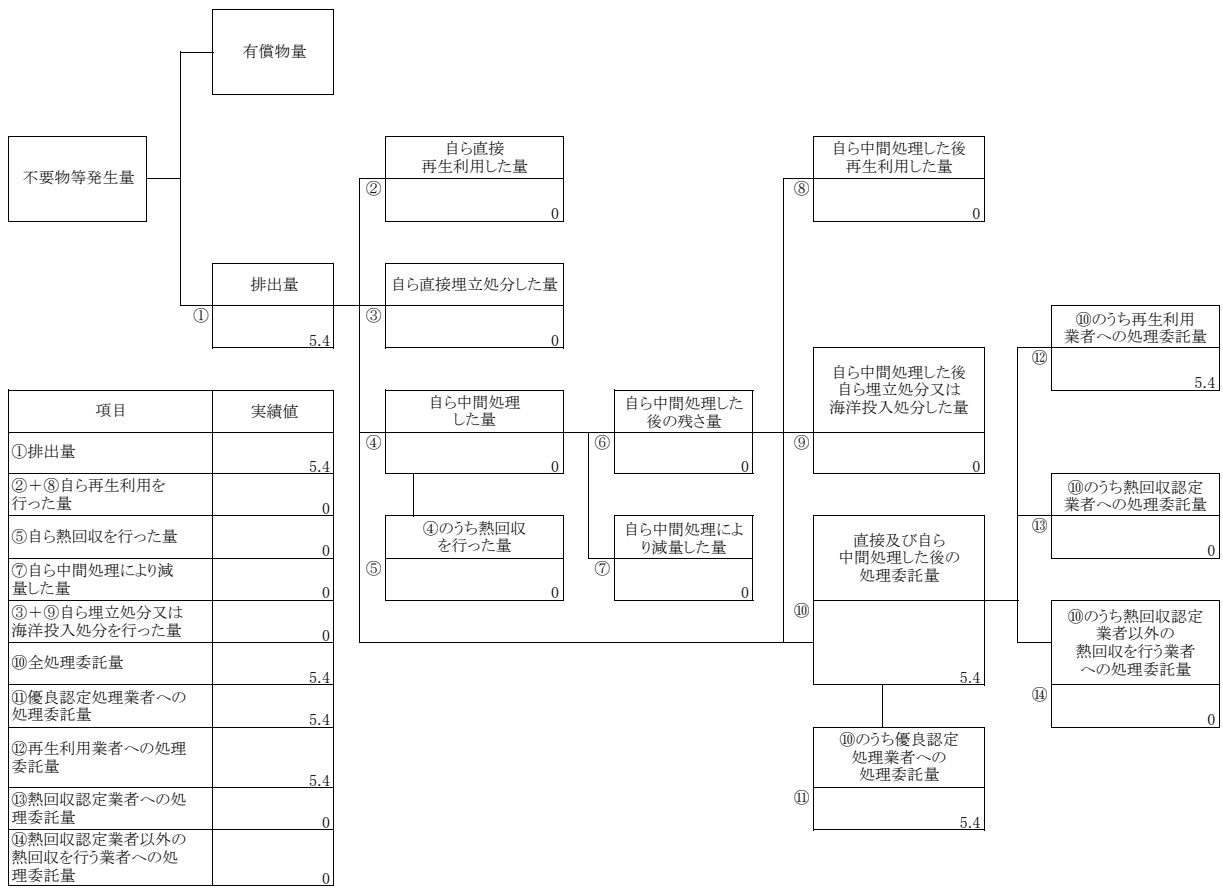 有償物量
不要物等発生量
自ら直接
再生利用した量
②
0
自ら中間処理した後
再生利用した量
⑧
0
排出量
①
5.4
自ら直接埋立処分した量
③
0
⑩のうち再生利用
業者への処理委託量
⑫
5.4
自ら中間処理
した量
④
0
自ら中間処理した
後の残さ量
⑥
0
自ら中間処理した後
自ら埋立処分又は
海洋投入処分した量
⑨
0
⑩のうち熱回収認定
業者への処理委託量
⑬
0
④のうち熱回収
を行った量
⑤
0
自ら中間処理によ
り減量した量
⑦
0
直接及び自ら
中間処理した後の
処理委託量
⑩
5.4
⑩のうち熱回収認定
業者以外の
熱回収を行う業者
への処理委託量
⑭
0
⑩のうち優良認定
処理業者への
処理委託量
⑪
5.4
項目 実績値
①排出量
5.4
②+⑧自ら再生利用を
行った量
0
⑤自ら熱回収を行った量
0
⑦自ら中間処理により減
量した量
0
③+⑨自ら埋立処分又は
海洋投入処分を行った量
0
⑩全処理委託量
5.4
⑪優良認定処理業者への
処理委託量
5.4
⑫再生利用業者への処理
委託量
5.4
⑬熱回収認定業者への処
理委託量
0
⑭熱回収認定業者以外の
熱回収を行う業者への処
理委託量
0